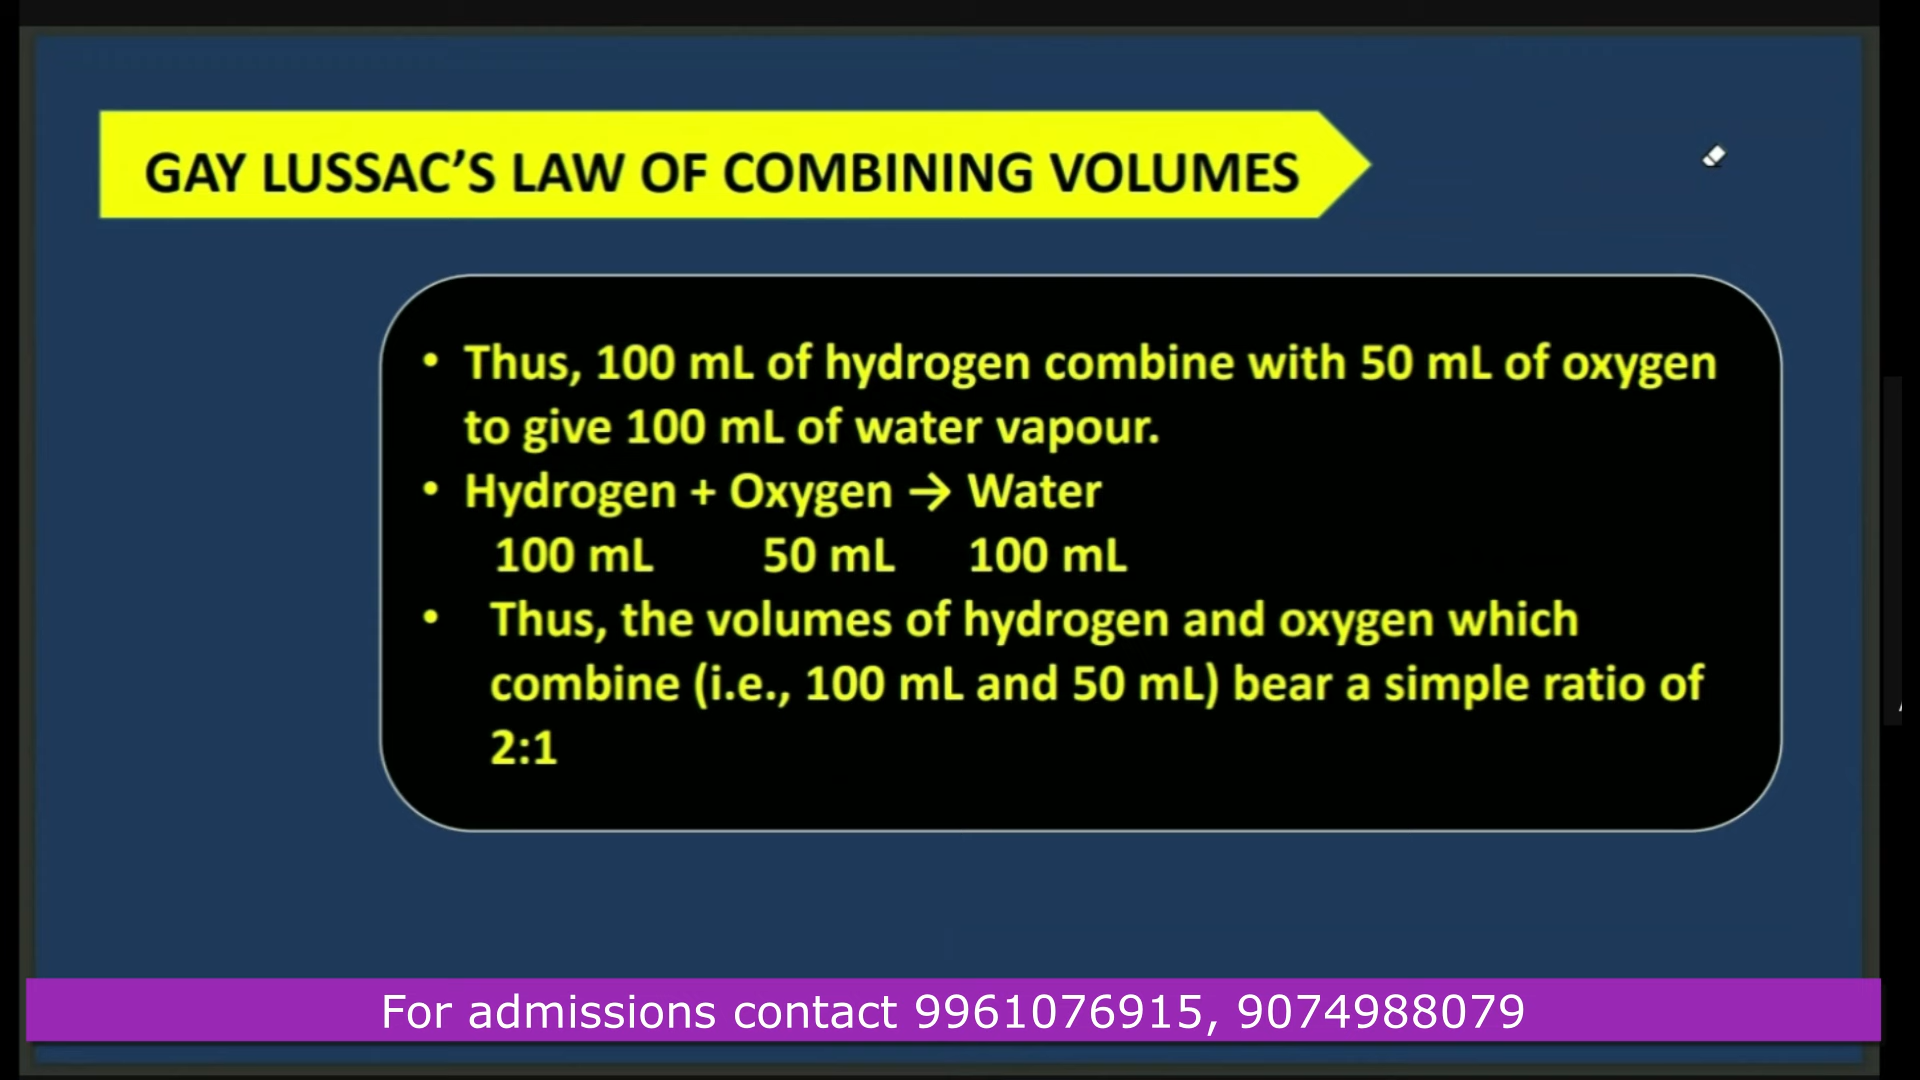 GAY LUSSAC’S LAW OF COMBINING VOLUMES
• Thus, 100 mL of hydrogen combine with 50 mL of oxygen
to give 100 mL of water vapour.
• Hydrogen + Oxygen → Water
100 mL 50 mL 100 mL
• Thus, the volumes of hydrogen and oxygen which
combine (i.e., 100 mL and 50 mL) bear a simple ratio of
2:1
For admissions contact 9961076915, 9074988079